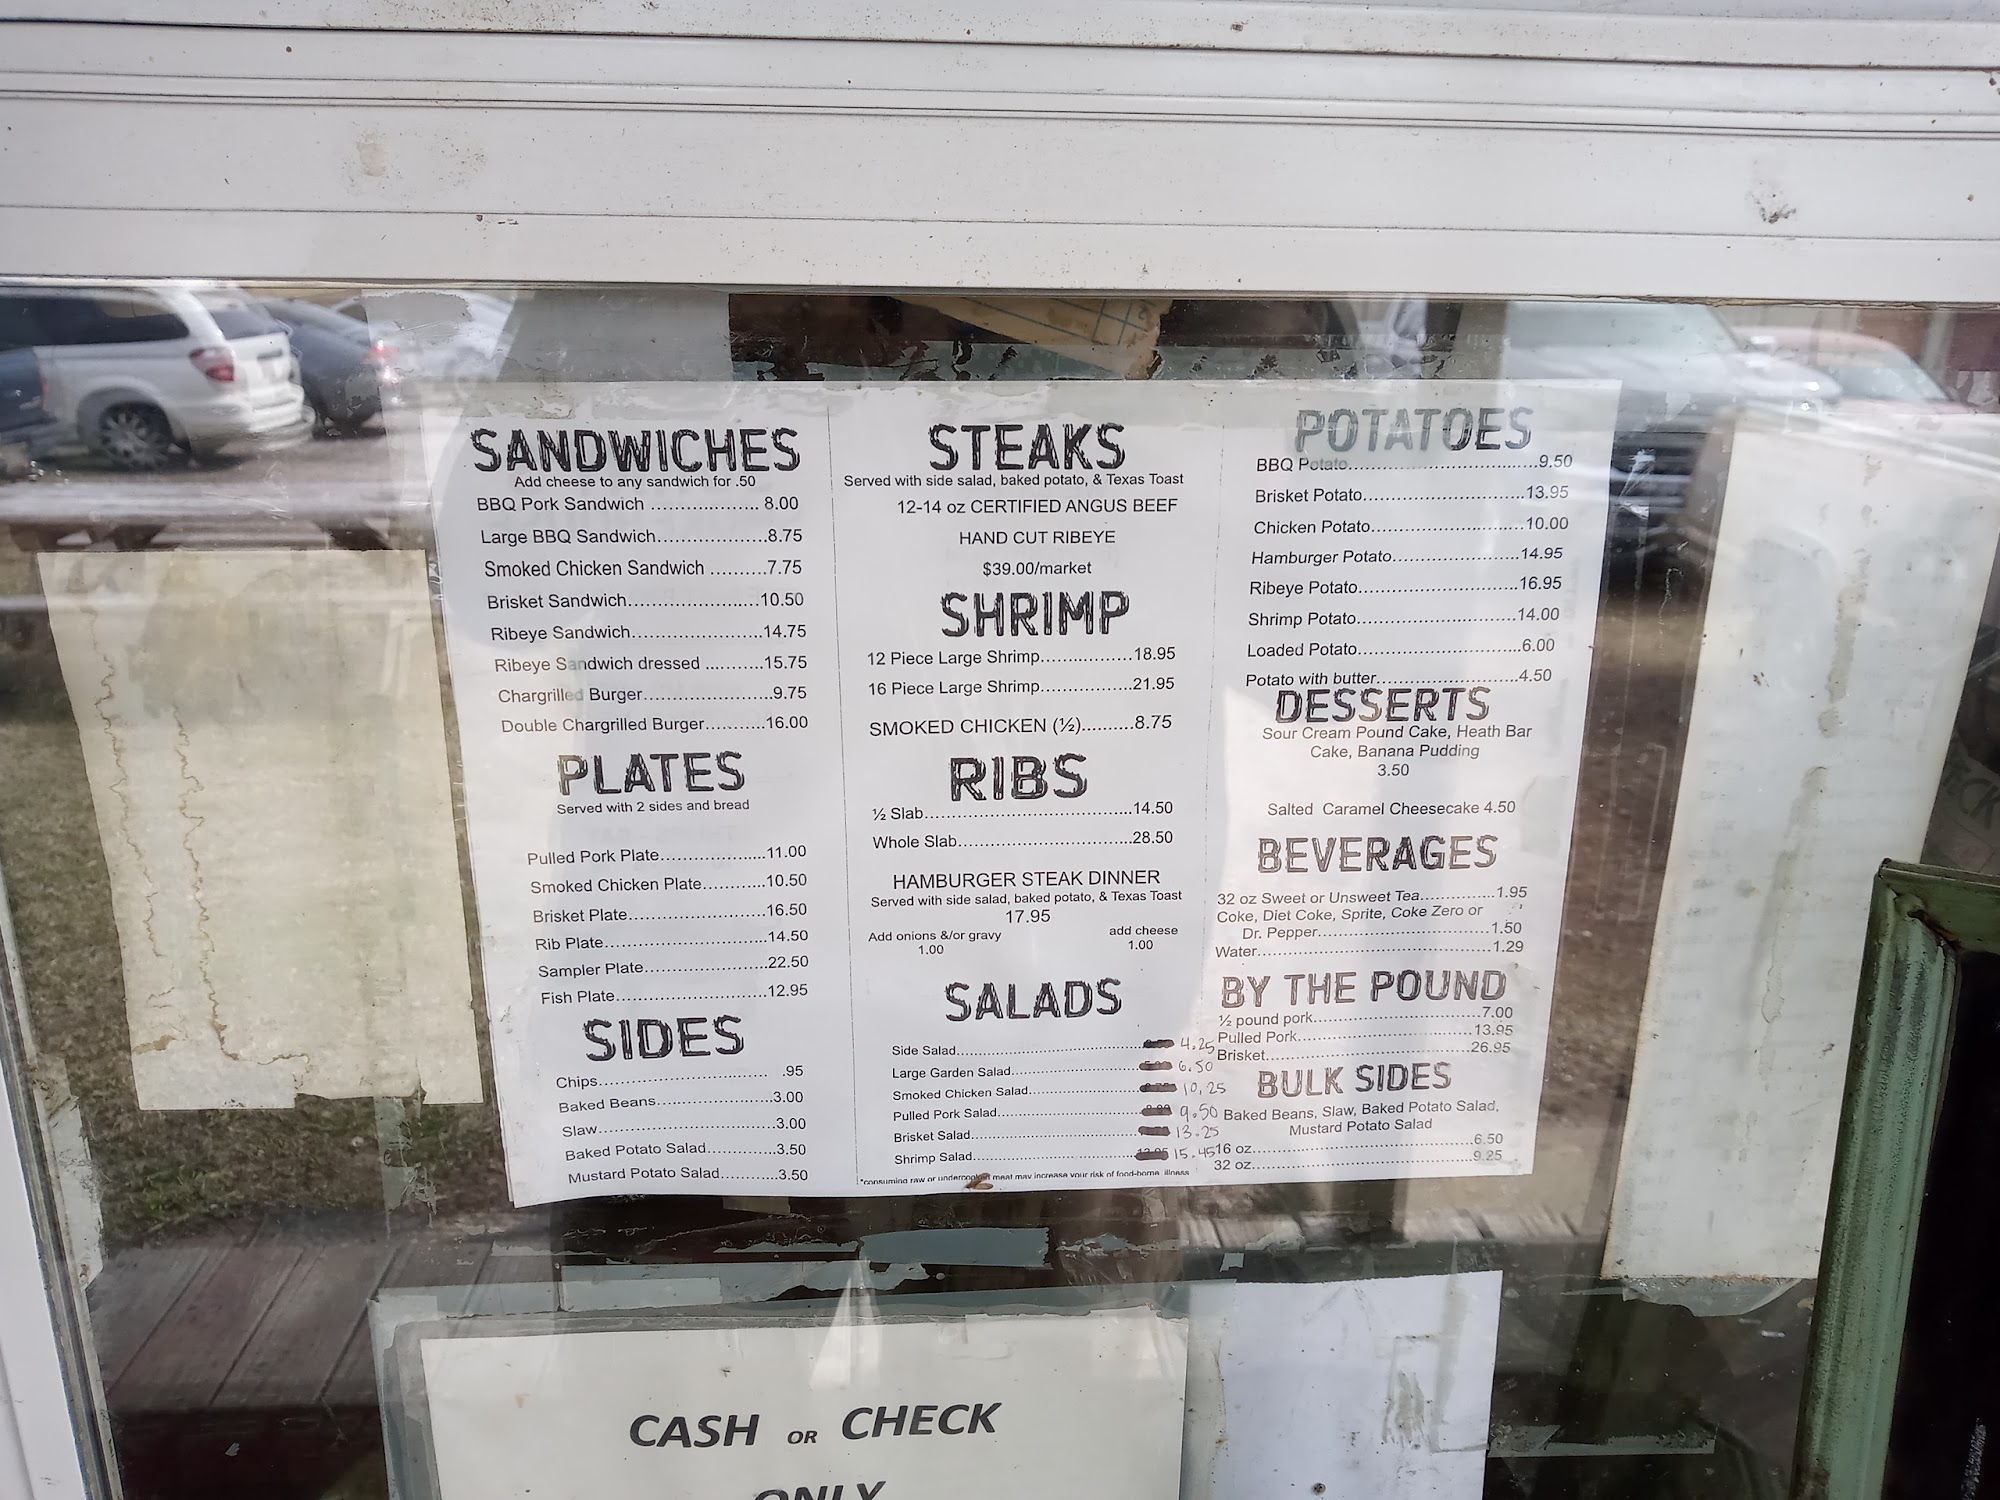 SANDWICHES
Add cheese to any sandwich for .50
BBQ Pork Sandwich .................... 8.00
Large BBQ Sandwich...................8.75
Smoked Chicken Sandwich ..........7.75
Brisket Sandwich.......................10.50
Ribeye Sandwich.......................14.75
Ribeye Sandwich dressed ..........15.75
Chargrilled Burger......................9.75
Double Chargrilled Burger..........16.00
PLATES
Served with 2 sides and bread
Pulled Pork Plate.....................11.00
Smoked Chicken Plate............10.50
Brisket Plate.........................16.50
Rib Plate..............................14.50
Sampler Plate.......................22.50
Fish Plate............................12.95
SIDES
Chips............................ .95
Baked Beans.....................3.00
Slaw................................3.00
Baked Potato Salad............3.50
Mustard Potato Salad...........3.50
STEAKS
Served with side salad, baked potato, & Texas Toast
12-14 oz CERTIFIED ANGUS BEEF
HAND CUT RIBEYE
$39.00/market
SHRIMP
12 Piece Large Shrimp.................18.95
16 Piece Large Shrimp.................21.95
SMOKED CHICKEN (½)..........8.75
RIBS
½ Slab......................................14.50
Whole Slab................................28.50
HAMBURGER STEAK DINNER
Served with side salad, baked potato, & Texas Toast
17.95
Add onions &/or gravy add cheese
1.00 1.00
SALADS
Side Salad.................................... 4.25
Large Garden Salad........................ 6.50
Smoked Chicken Salad..................... 10.25
Pulled Pork Salad........................... 9.50
Brisket Salad................................. 13.25
Shrimp Salad................................. 15.45
*consuming raw or undercooked meat may increase your risk of food-borne illness
POTATOES
BBQ Potato...............................9.50
Brisket Potato...........................13.95
Chicken Potato..........................10.00
Hamburger Potato......................14.95
Ribeye Potato............................16.95
Shrimp Potato............................14.00
Loaded Potato............................6.00
Potato with butter.......................4.50
DESSERTS
Sour Cream Pound Cake, Heath Bar
Cake, Banana Pudding
3.50
Salted Caramel Cheesecake 4.50
BEVERAGES
32 oz Sweet or Unsweet Tea.............1.95
Coke, Diet Coke, Sprite, Coke Zero or
Dr. Pepper..............................1.50
Water........................................1.29
BY THE POUND
½ pound pork............................7.00
Pulled Pork...............................13.95
Brisket......................................26.95
BULK SIDES
Baked Beans, Slaw, Baked Potato Salad,
Mustard Potato Salad
16 oz........................................6.50
32 oz........................................9.25
CASH OR CHECK
ONLY